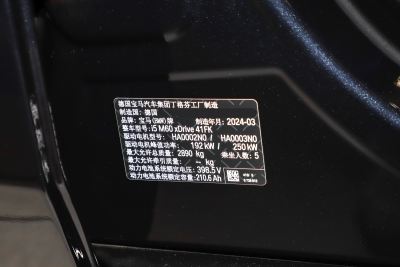 德国宝马汽车集团丁格芬工厂制造
制造国：德国
品牌：宝马(BMW)牌 制造年月：2024-03
整车型号：i5 M60 xDrive 41FK
驱动电机型号： HA0002N0 / HA0003N0
驱动电机峰值功率： 192 kW / 250 kW
最大允许总质量： 2890 kg 乘坐人数：5
最大允许牵引质量： -- kg
动力电池系统额定电压：398.5V
动力电池系统额定容量：210.6Ah